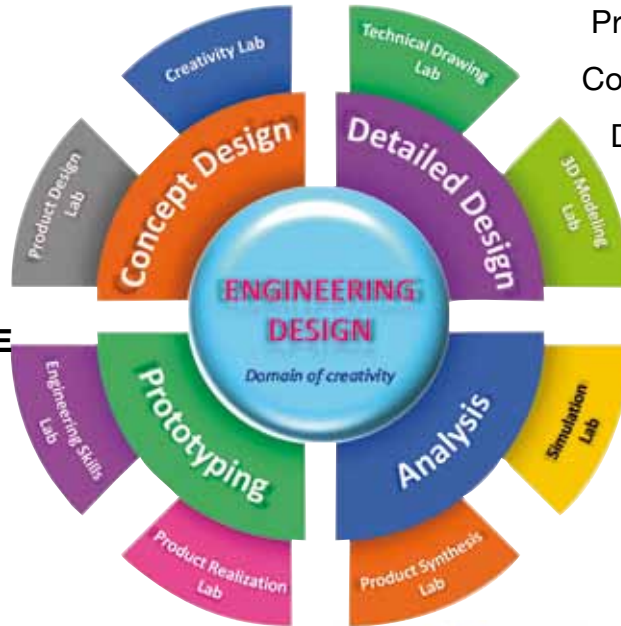 Creativity Lab
Product Design
Lab
Concept Design
Technical Drawing
Lab
3D Modeling
Lab
Detailed Design
ENGINEERING
DESIGN
Domain of creativity
Engineering Skills
Lab
Product Realization
Lab
Prototyping
Simulation
Lab
Product Synthesis
Lab
Analysis
Pr
Co
D
E